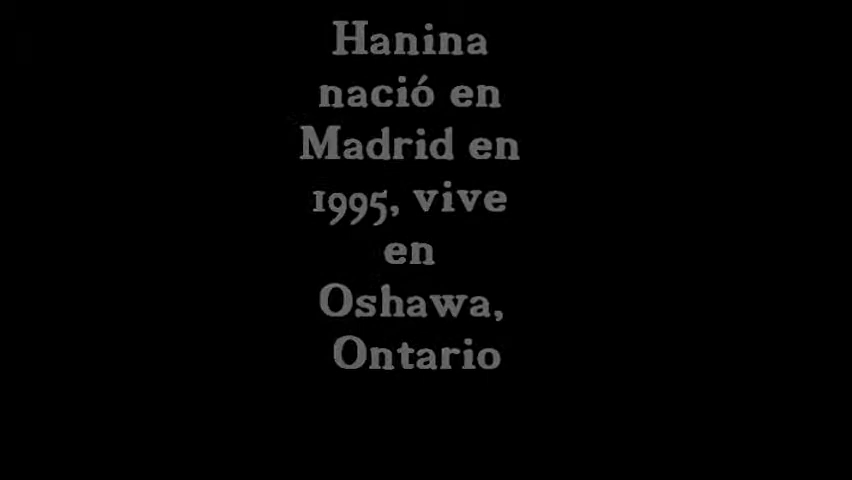 Hanina
nació en
Madrid en
1995, vive
en
Oshawa,
Ontario